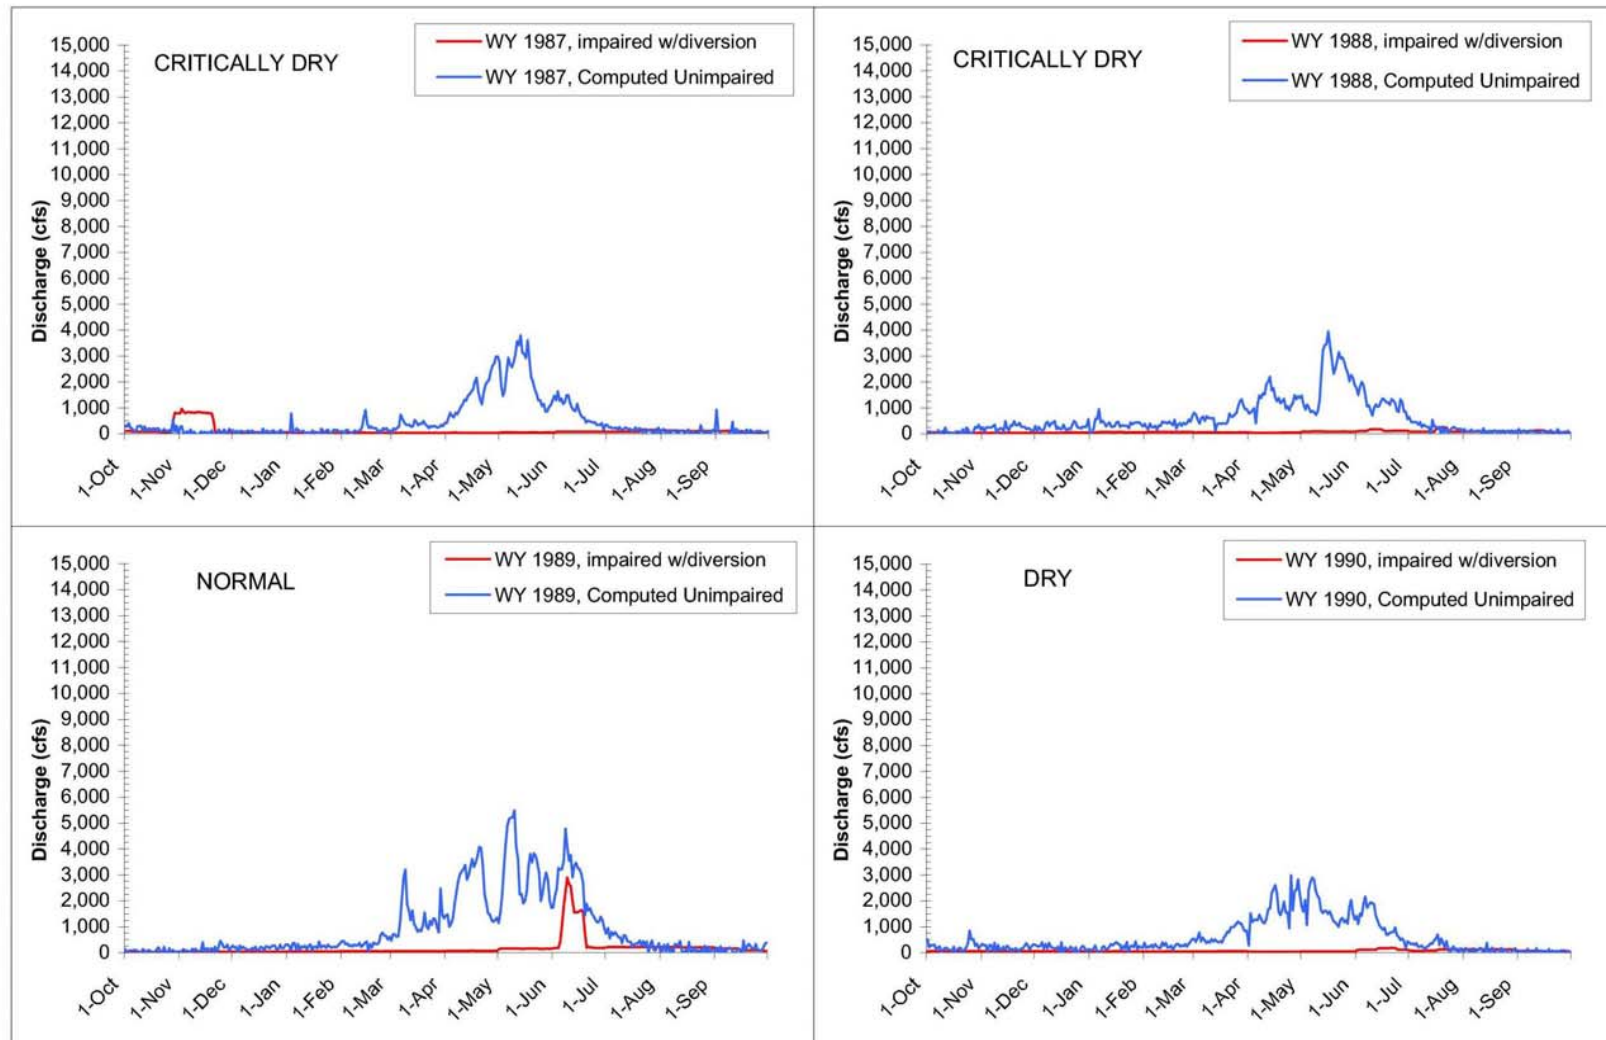 CRITICALLY DRY
WY 1987, impaired w/diversion
WY 1987, Computed Unimpaired
Discharge (cfs)
15,000
14,000
13,000
12,000
11,000
10,000
9,000
8,000
7,000
6,000
5,000
4,000
3,000
2,000
1,000
0
1-Oct
1-Nov
1-Dec
1-Jan
1-Feb
1-Mar
1-Apr
1-May
1-Jun
1-Jul
1-Aug
1-Sep
CRITICALLY DRY
WY 1988, impaired w/diversion
WY 1988, Computed Unimpaired
Discharge (cfs)
15,000
14,000
13,000
12,000
11,000
10,000
9,000
8,000
7,000
6,000
5,000
4,000
3,000
2,000
1,000
0
1-Oct
1-Nov
1-Dec
1-Jan
1-Feb
1-Mar
1-Apr
1-May
1-Jun
1-Jul
1-Aug
1-Sep
NORMAL
WY 1989, impaired w/diversion
WY 1989, Computed Unimpaired
Discharge (cfs)
15,000
14,000
13,000
12,000
11,000
10,000
9,000
8,000
7,000
6,000
5,000
4,000
3,000
2,000
1,000
0
1-Oct
1-Nov
1-Dec
1-Jan
1-Feb
1-Mar
1-Apr
1-May
1-Jun
1-Jul
1-Aug
1-Sep
DRY
WY 1990, impaired w/diversion
WY 1990, Computed Unimpaired
Discharge (cfs)
15,000
14,000
13,000
12,000
11,000
10,000
9,000
8,000
7,000
6,000
5,000
4,000
3,000
2,000
1,000
0
1-Oct
1-Nov
1-Dec
1-Jan
1-Feb
1-Mar
1-Apr
1-May
1-Jun
1-Jul
1-Aug
1-Sep